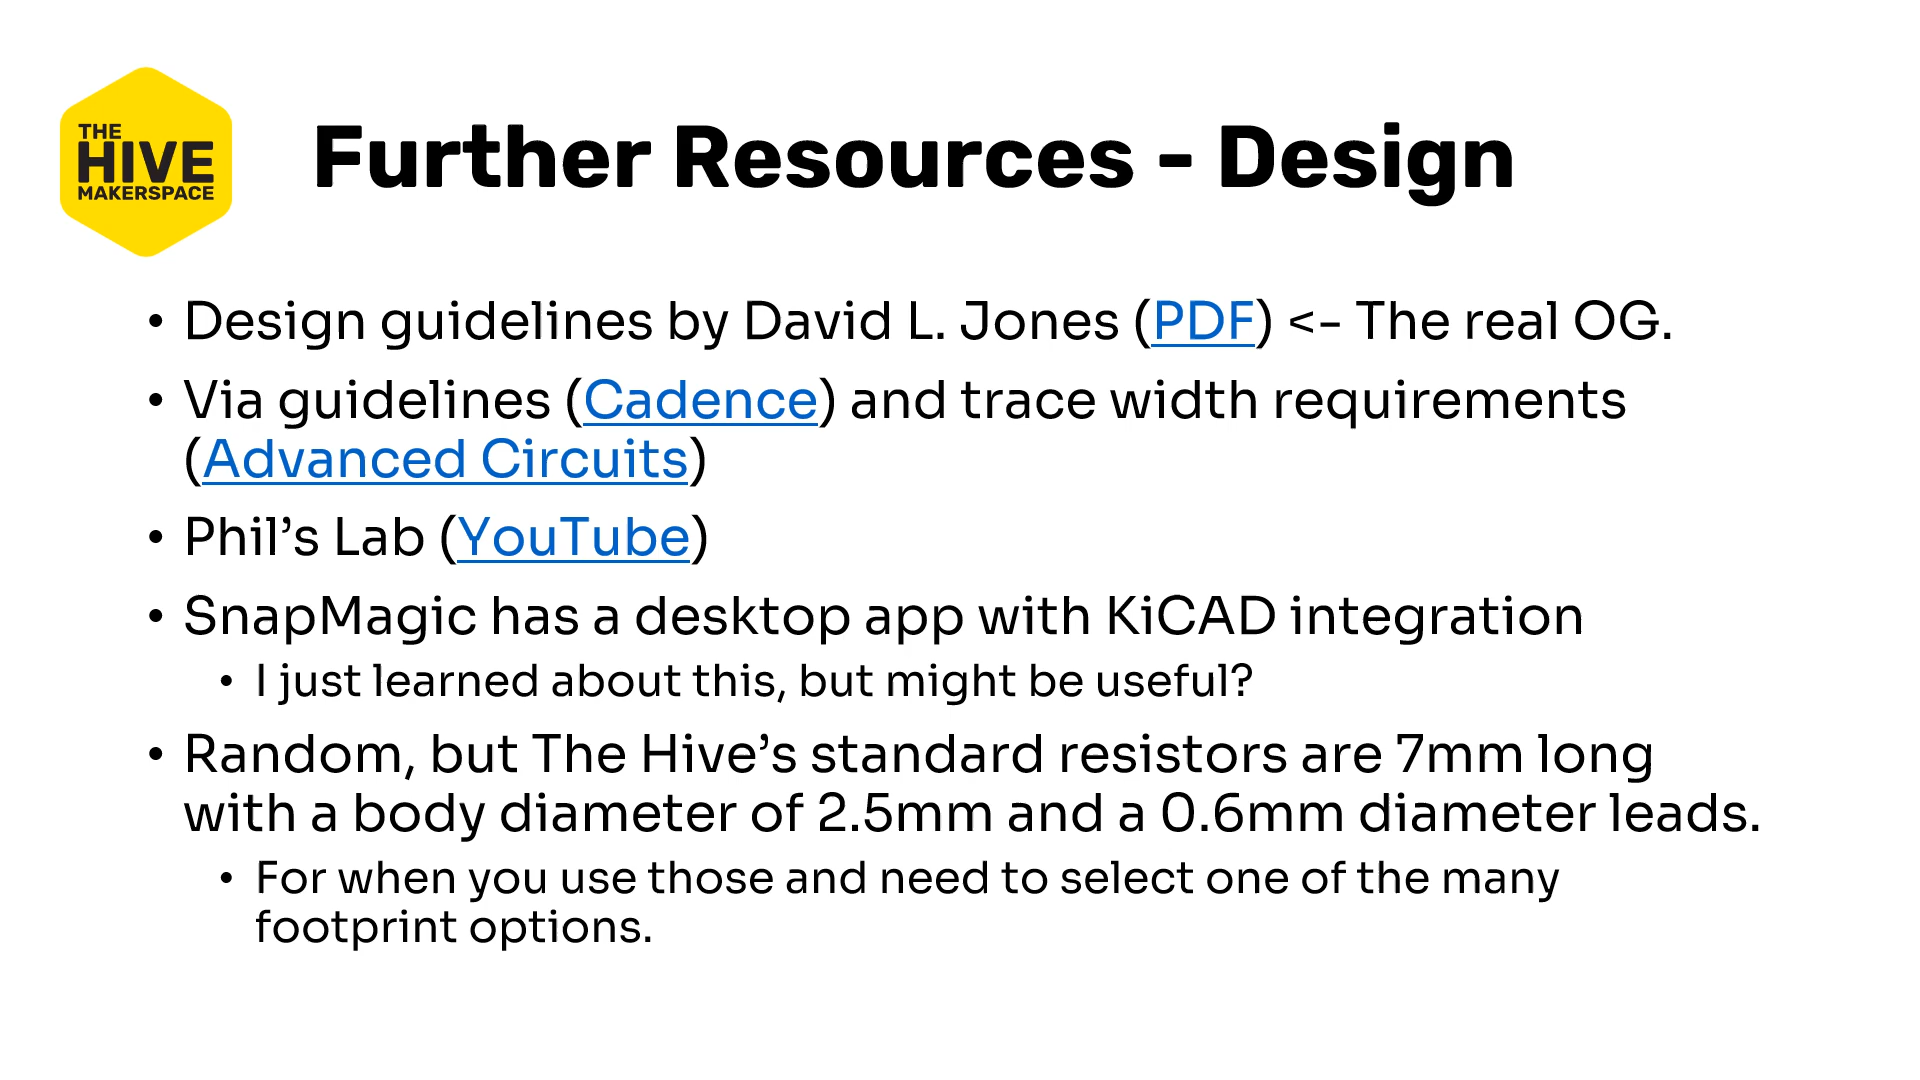 THE
HIVE
MAKERSPACE
Further Resources - Design
• Design guidelines by David L. Jones (PDF) <- The real OG.
• Via guidelines (Cadence) and trace width requirements
(Advanced Circuits)
• Phil’s Lab (YouTube)
• SnapMagic has a desktop app with KiCAD integration
• I just learned about this, but might be useful?
• Random, but The Hive’s standard resistors are 7mm long
with a body diameter of 2.5mm and a 0.6mm diameter leads.
• For when you use those and need to select one of the many
footprint options.